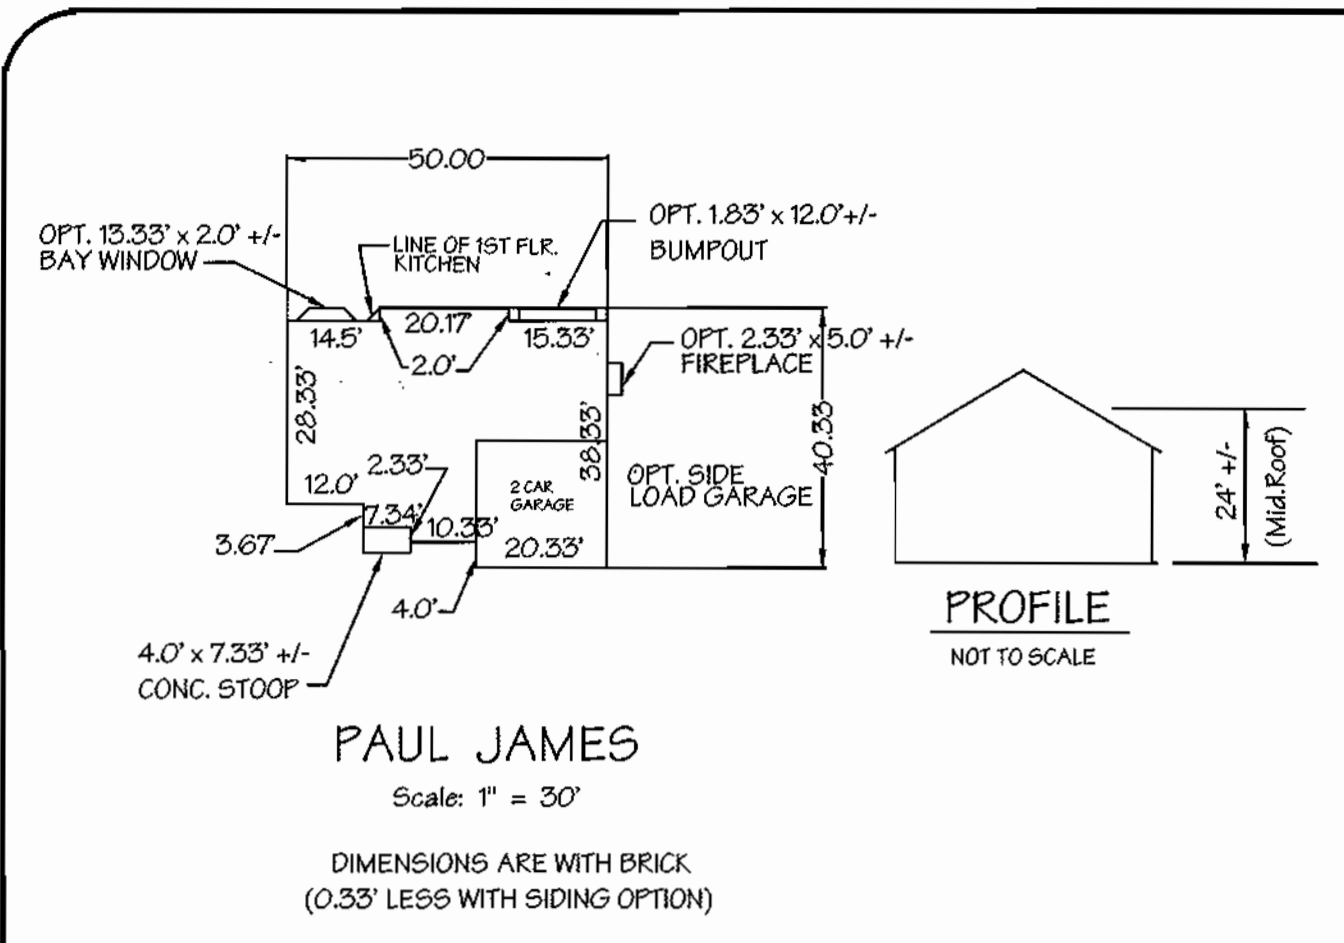 50.00
OPT. 13.33' x 2.0' +/-
BAY WINDOW
LINE OF 1ST FLR.
KITCHEN
OPT. 1.83' x 12.0'+/-
BUMPOUT
14.5'
20.17'
15.33'
2.0'
OPT. 2.33' x 5.0' +/-
FIREPLACE
28.33'
38.33'
40.33
12.0'
2.33'
7.34'
10.33'
2 CAR
GARAGE
20.33'
OPT. SIDE
LOAD GARAGE
3.67
4.0'
4.0' x 7.33' +/-
CONC. STOOP
24' +/-
(Mid.Roof)
PROFILE
NOT TO SCALE
PAUL JAMES
Scale: 1" = 30'
DIMENSIONS ARE WITH BRICK
(0.33' LESS WITH SIDING OPTION)